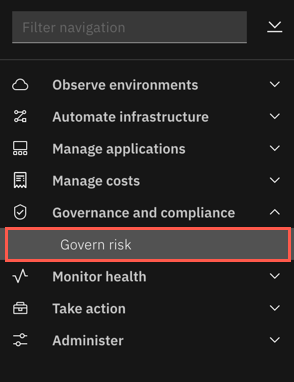 Filter navigation
Observe environments
Automate infrastructure
Manage applications
Manage costs
Governance and compliance
Govern risk
Monitor health
Take action
Administer